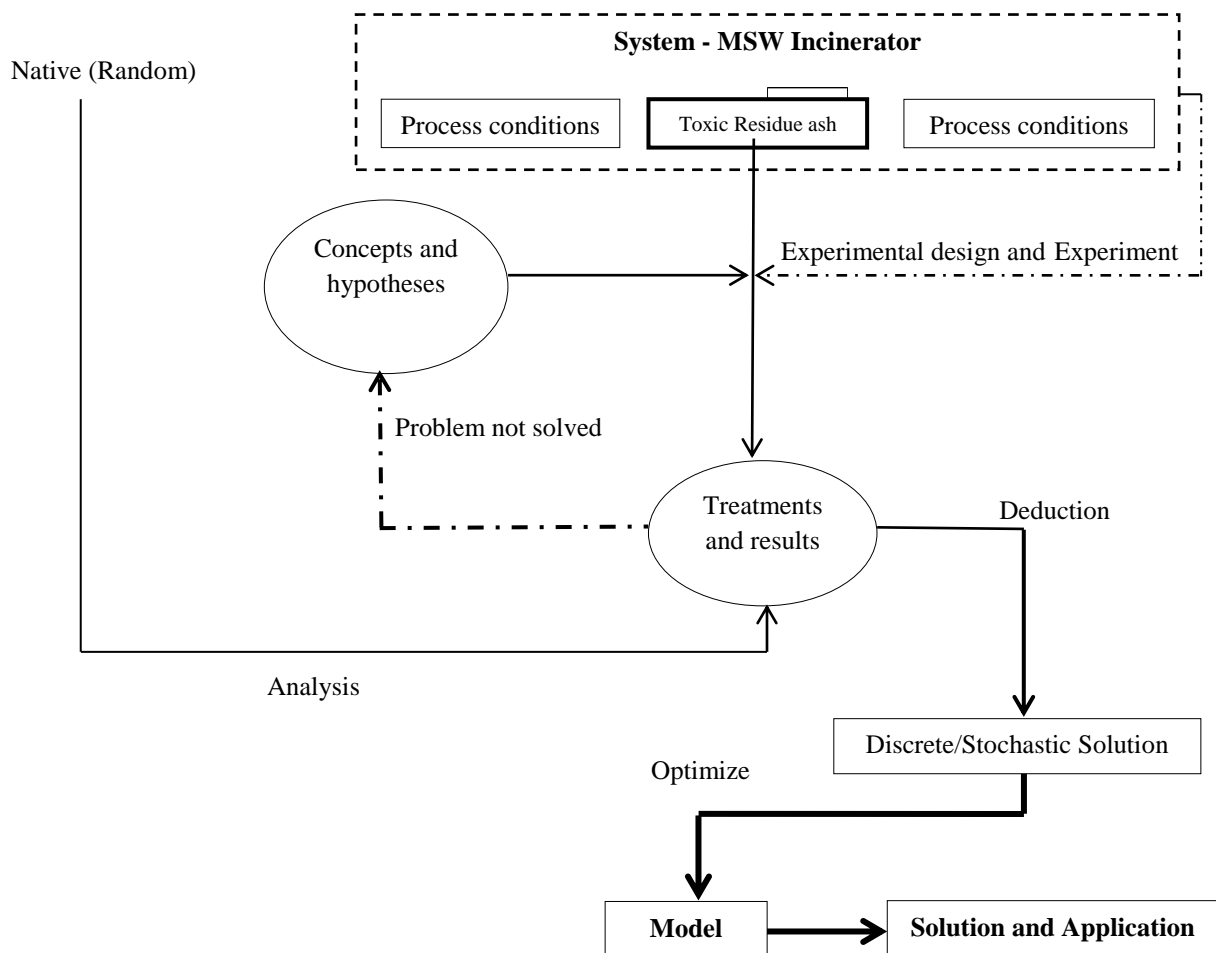 System - MSW Incinerator
Native (Random)
Process conditions
Toxic Residue ash
Process conditions
Concepts and
hypotheses
Experimental design and Experiment
Problem not solved
Treatments
and results
Deduction
Analysis
Discrete/Stochastic Solution
Optimize
Model
Solution and Application